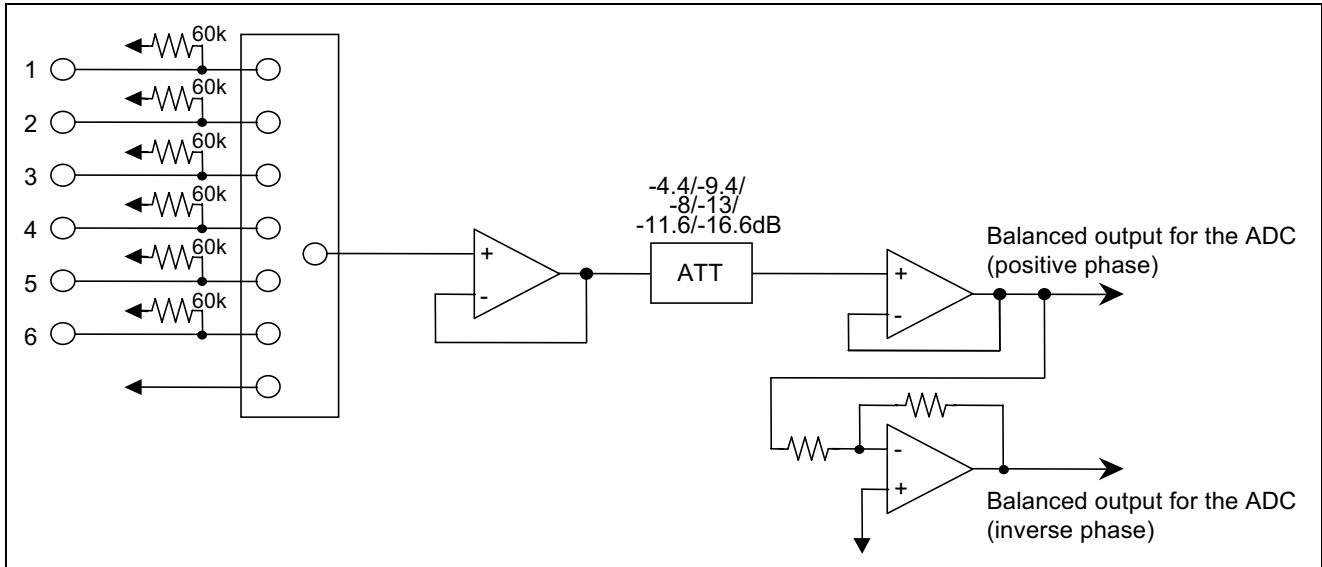 60k
1
60k
2
60k
3
60k
4
60k
5
60k
6
+
-
-4.4/-9.4/
-8/-13/
-11.6/-16.6dB
ATT
+
-
Balanced output for the ADC
(positive phase)
-
+
Balanced output for the ADC
(inverse phase)